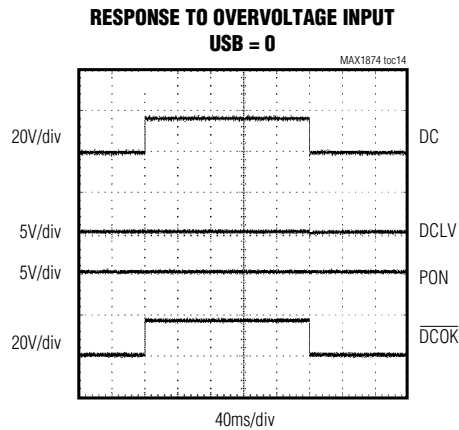 RESPONSE TO OVERVOLTAGE INPUT
USB = 0
MAX1874 toc14
20V/div
DC
5V/div
DCLV
5V/div
PON
20V/div
DCOK
40ms/div